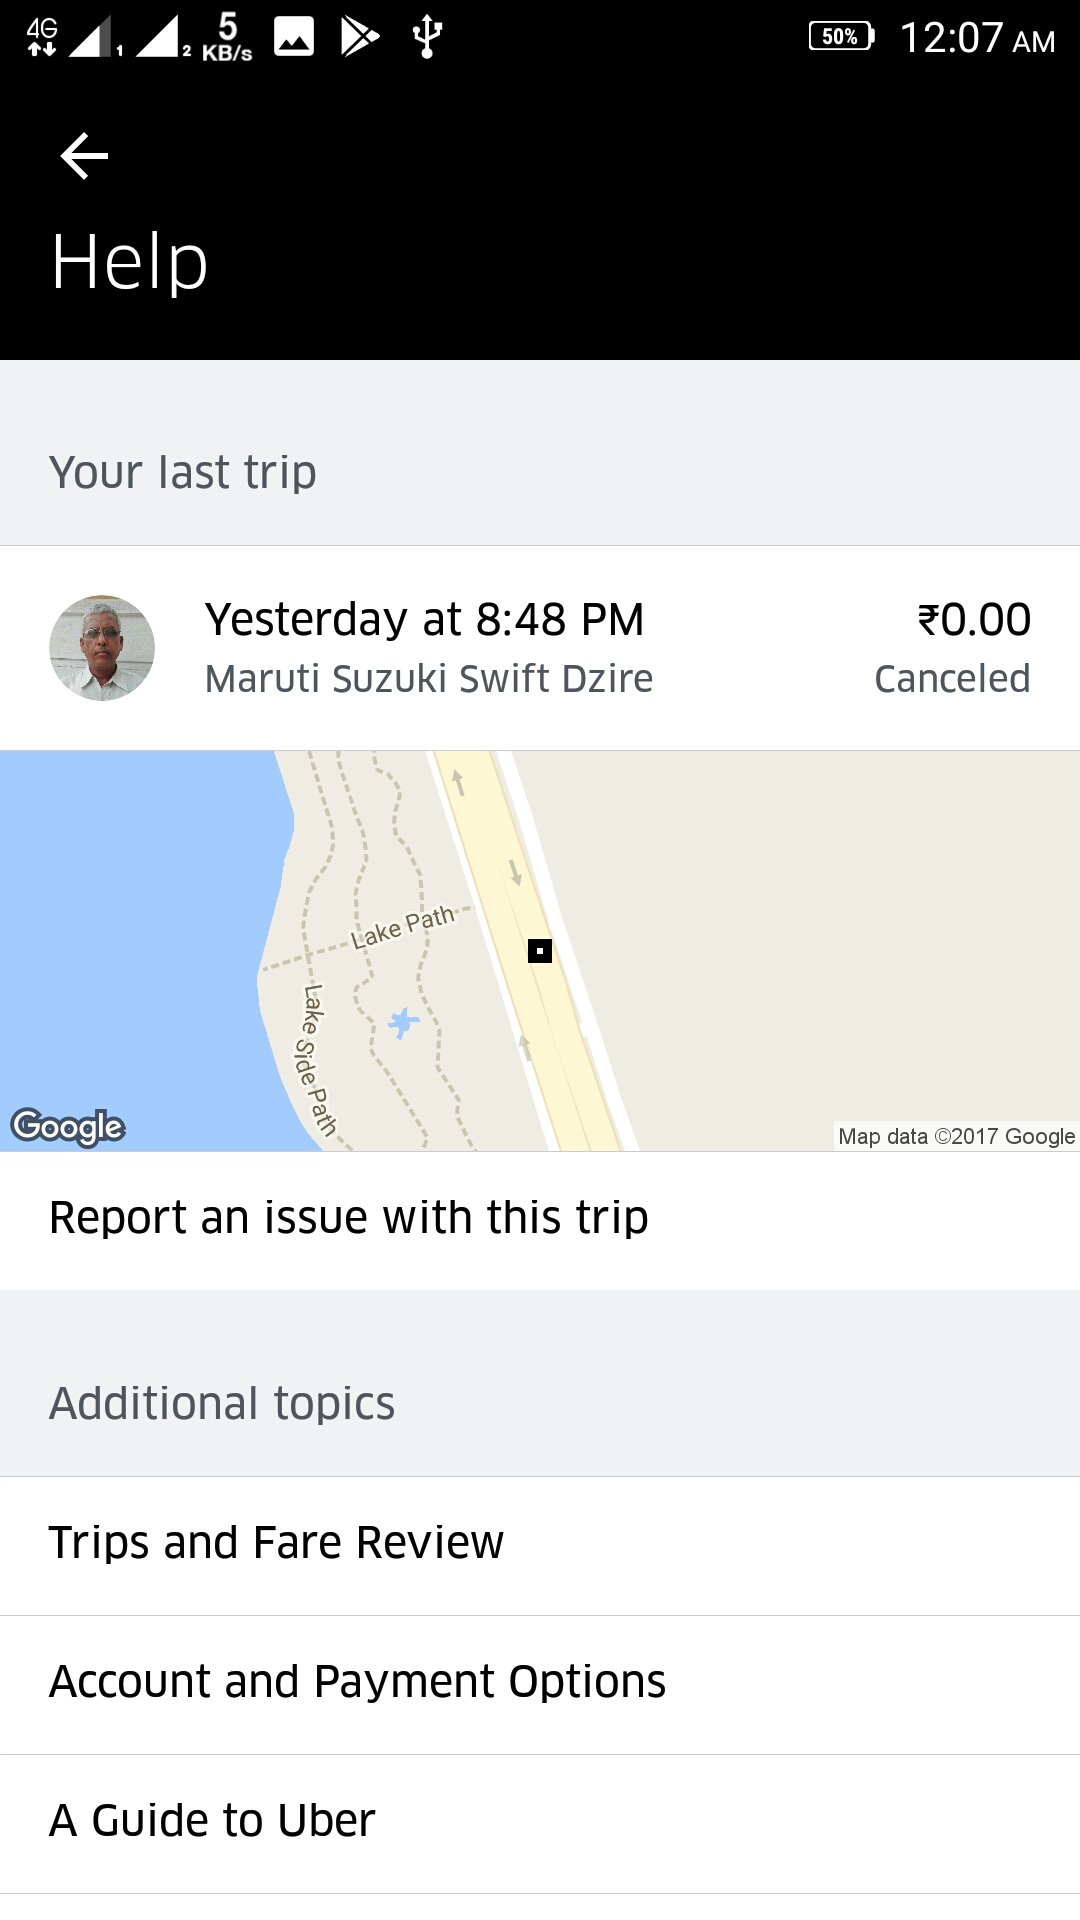 4G 1 2 5 KB/s 50% 12:07 AM
Help
Your last trip
Yesterday at 8:48 PM ₹0.00
Maruti Suzuki Swift Dzire Canceled
Lake Path
Lake Side Path
Google Map data ©2017 Google
Report an issue with this trip
Additional topics
Trips and Fare Review
Account and Payment Options
A Guide to Uber